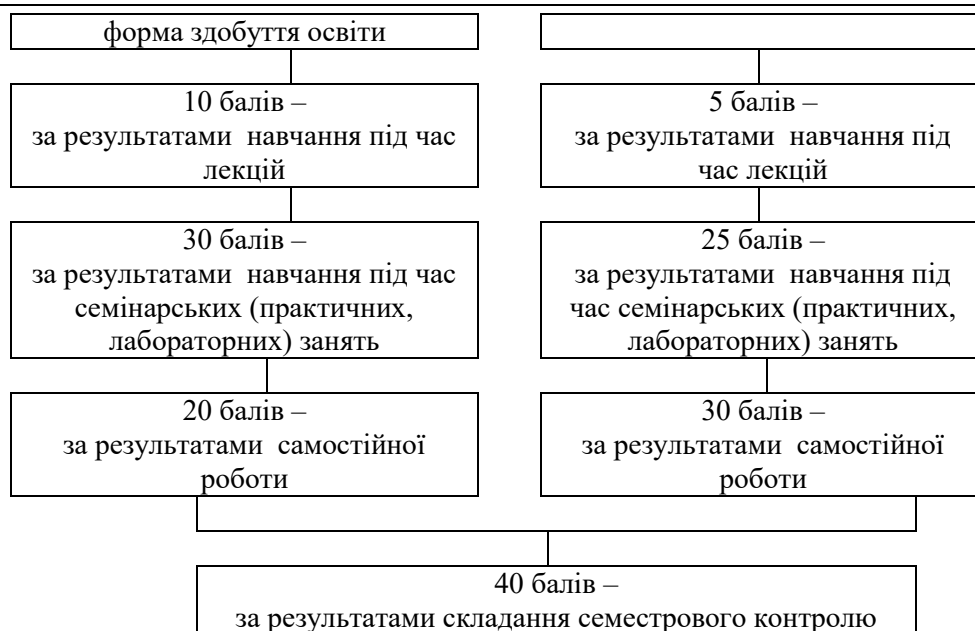 форма здобуття освіти
10 балів –
за результатами навчання під час
лекцій
30 балів –
за результатами навчання під час
семінарських (практичних,
лабораторних) занять
20 балів –
за результатами самостійної
роботи
5 балів –
за результатами навчання під
час лекцій
25 балів –
за результатами навчання під
час семінарських (практичних,
лабораторних) занять
30 балів –
за результатами самостійної
роботи
40 балів –
за результатами складання семестрового контролю